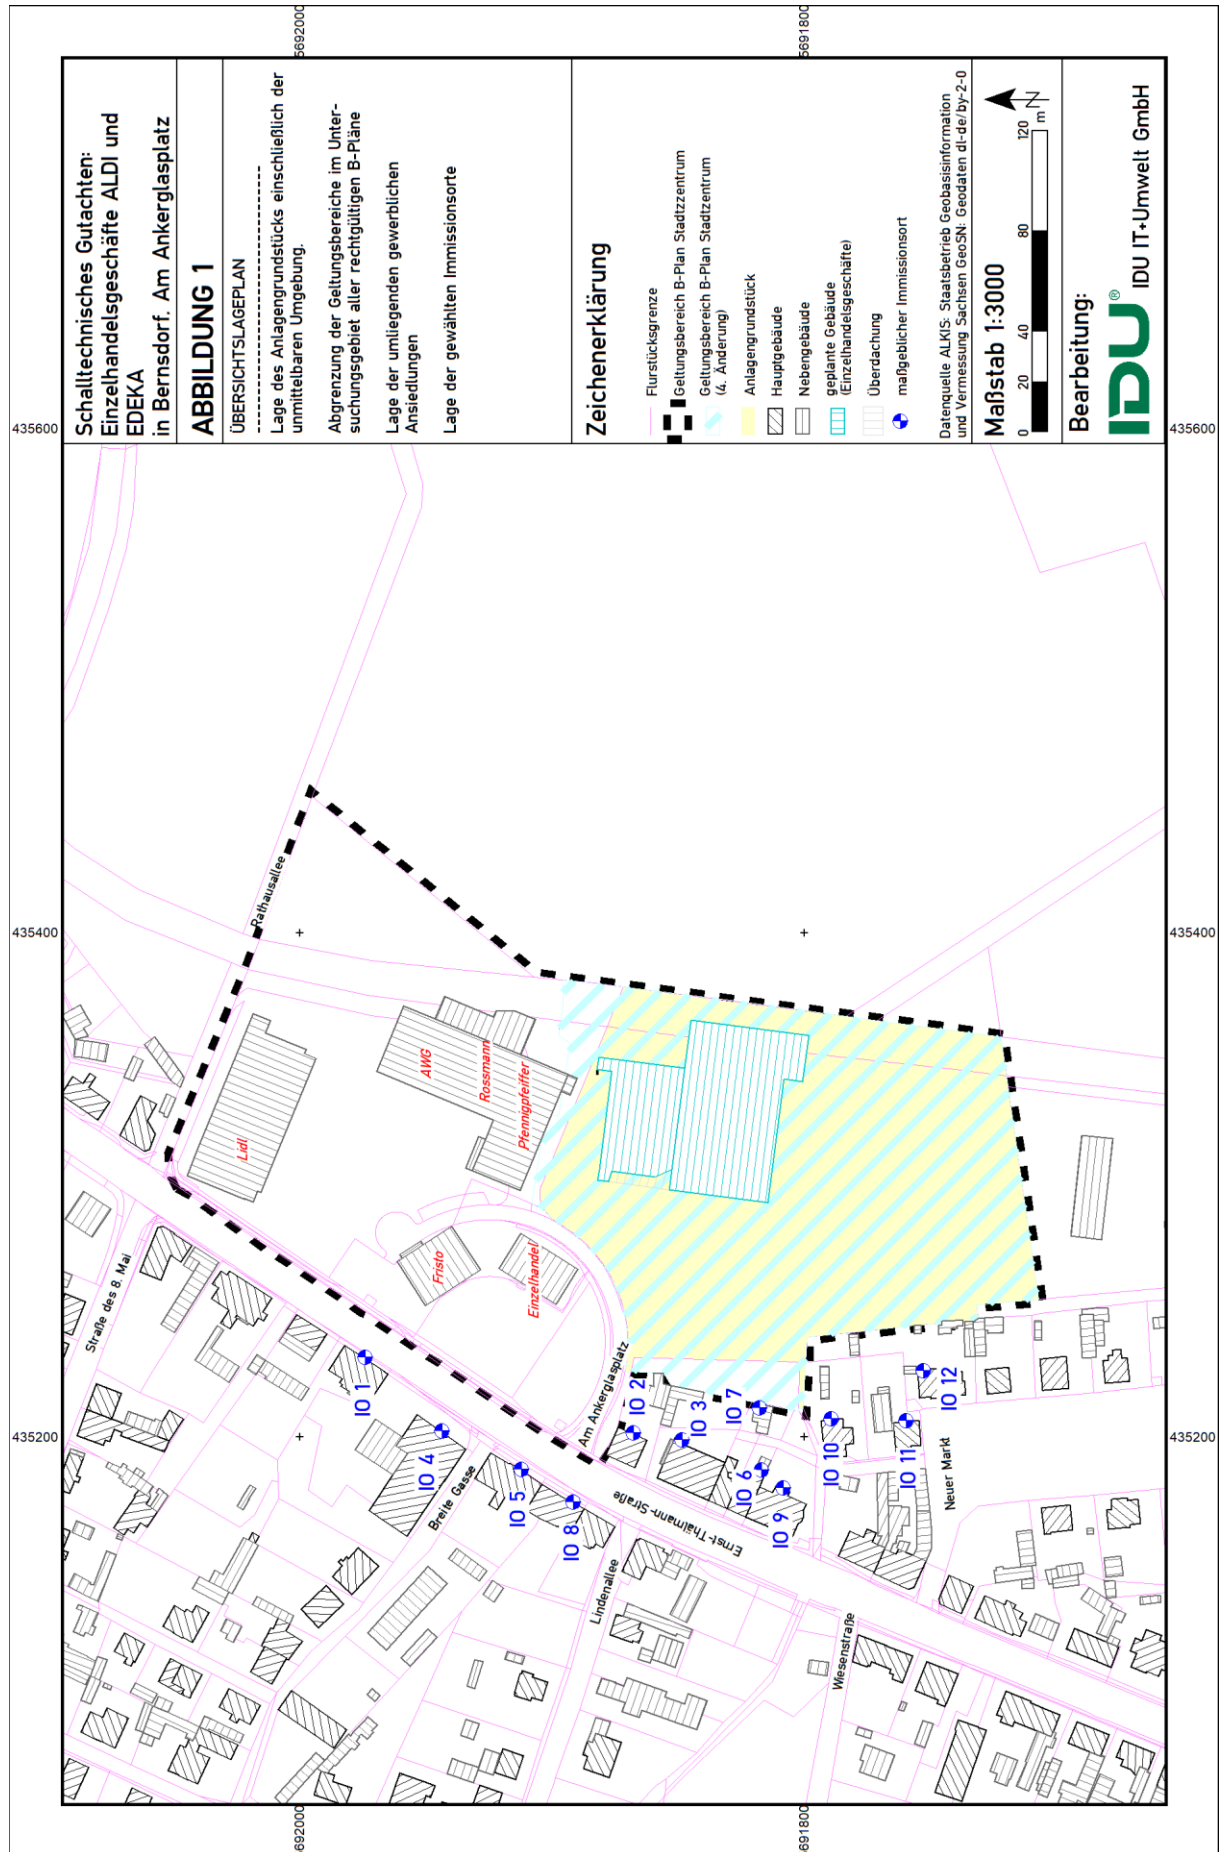 Schalltechnisches Gutachten:
Einzelhandelsgeschäfte ALDI und
EDEKA
in Bernsdorf, Am Ankerglasplatz
ABBILDUNG 1
ÜBERSICHTSLAGEPLAN
Lage des Anlagengrundstücks einschließlich der
unmittelbaren Umgebung.
Abgrenzung der Geltungsbereiche im Unter-
suchungsgebiet aller rechtgültigen B-Pläne
Lage der umliegenden gewerblichen
Ansiedlungen
Lage der gewählten Immissionsorte
Zeichenerklärung
Flurstücksgrenze
Geltungsbereich B-Plan Stadtzzentrum
Geltungsbereich B-Plan Stadtzentrum
(4. Änderung)
Anlagengrundstück
Hauptgebäude
Nebengebäude
geplante Gebäude
(Einzelhandelsgeschäfte)
Überdachung
maßgeblicher Immissionsort
Datenquelle ALKIS: Staatsbetrieb Geobasisinformation
und Vermessung Sachsen GeoSN: Geodaten dl-de/by-2-0
Maßstab 1:3000
0 20 40 80 120
m
N
Bearbeitung:
IDU® IDU IT+Umwelt GmbH
5692000
5691800
435600
435600
435400
435400
435200
435200
5692000
5691800
Rathausallee
Straße des 8. Mai
Breite Gasse
Lindenallee
Ernst-Thälmann-Straße
Am Ankerglasplatz
Wiesenstraße
Neuer Markt
Lidl
AWG
Rossmann
Pfennigpfeiffer
Fristo
Einzelhandel
IO 1
IO 2
IO 3
IO 4
IO 5
IO 6
IO 7
IO 8
IO 9
IO 10
IO 11
IO 12